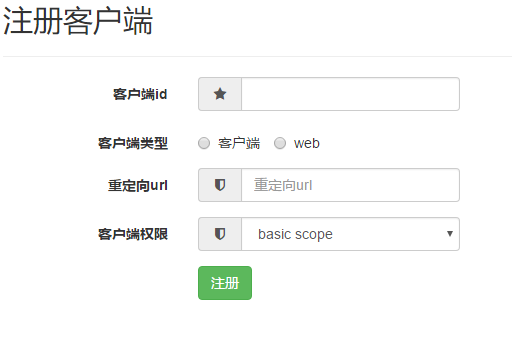 注册客户端
客户端id
客户端类型 客户端 web
重定向url 重定向url
客户端权限 basic scope
注册